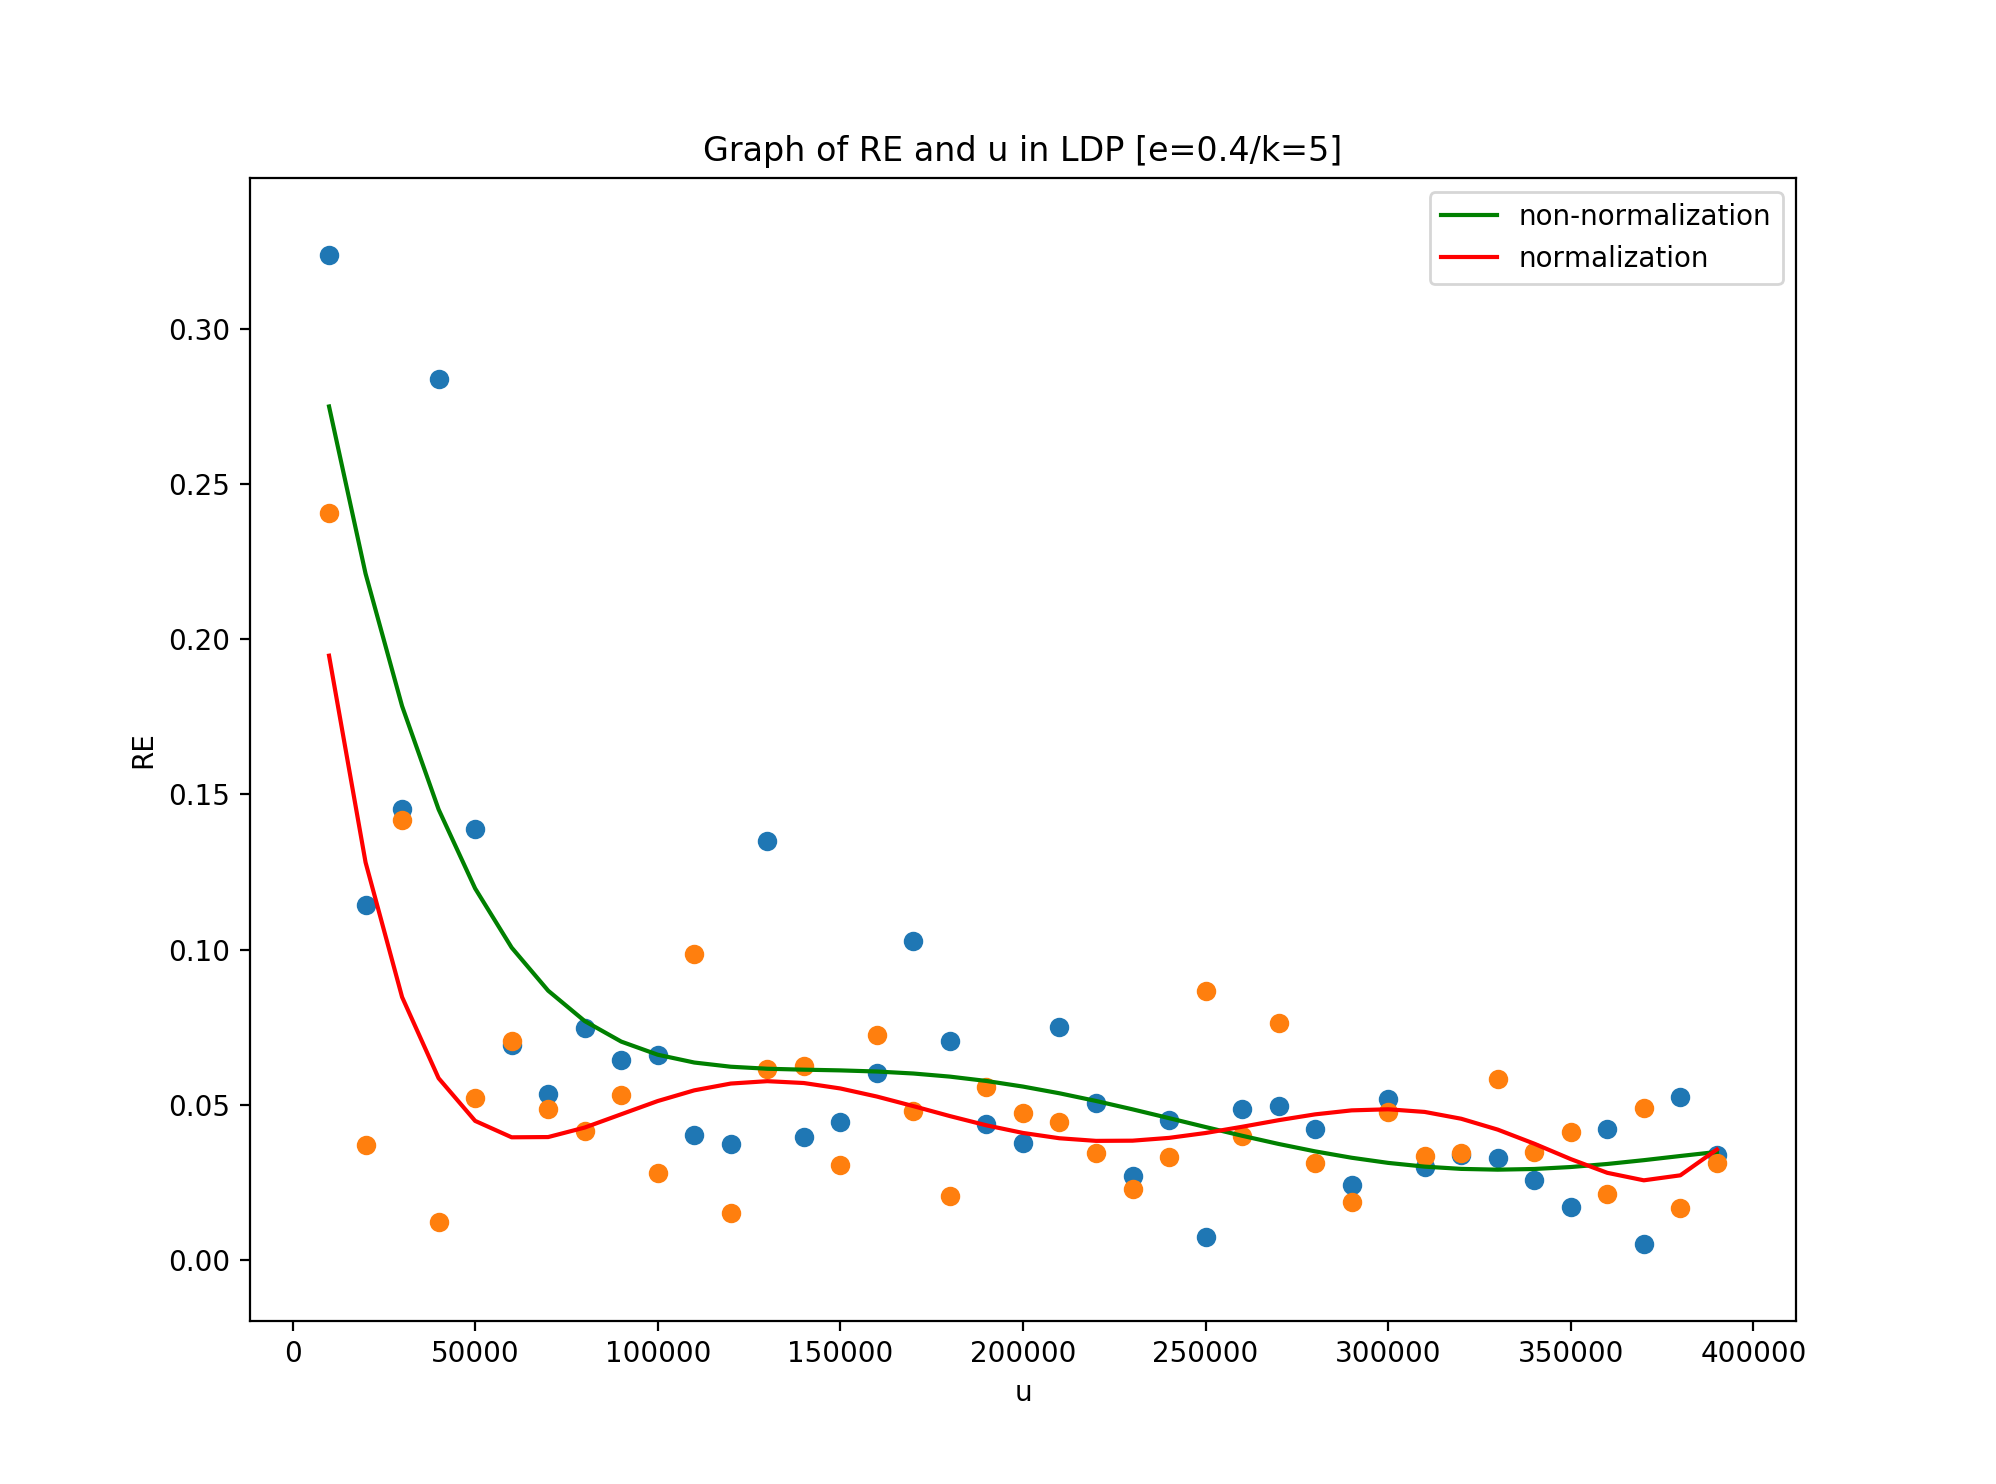 Graph of RE and u in LDP [e=0.4/k=5]
non-normalization
normalization
0.30
0.25
0.20
0.15
0.10
0.05
0.00
RE
0 50000 100000 150000 200000 250000 300000 350000 400000
u